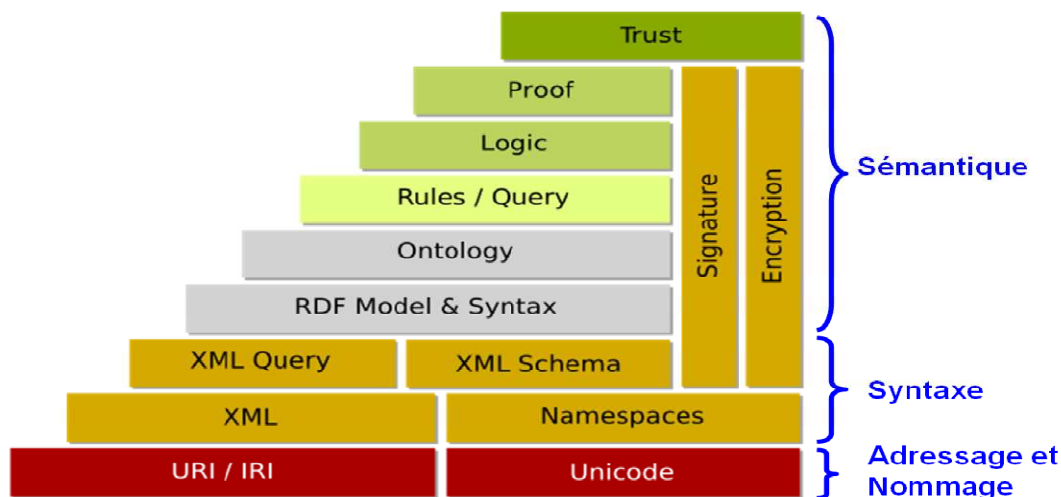 Trust
Proof
Logic
Rules / Query
Ontology
RDF Model & Syntax
Signature
Encryption
Sémantique
XML Query
XML Schema
XML
Namespaces
Syntaxe
URI / IRI
Unicode
Adressage et
Nommage